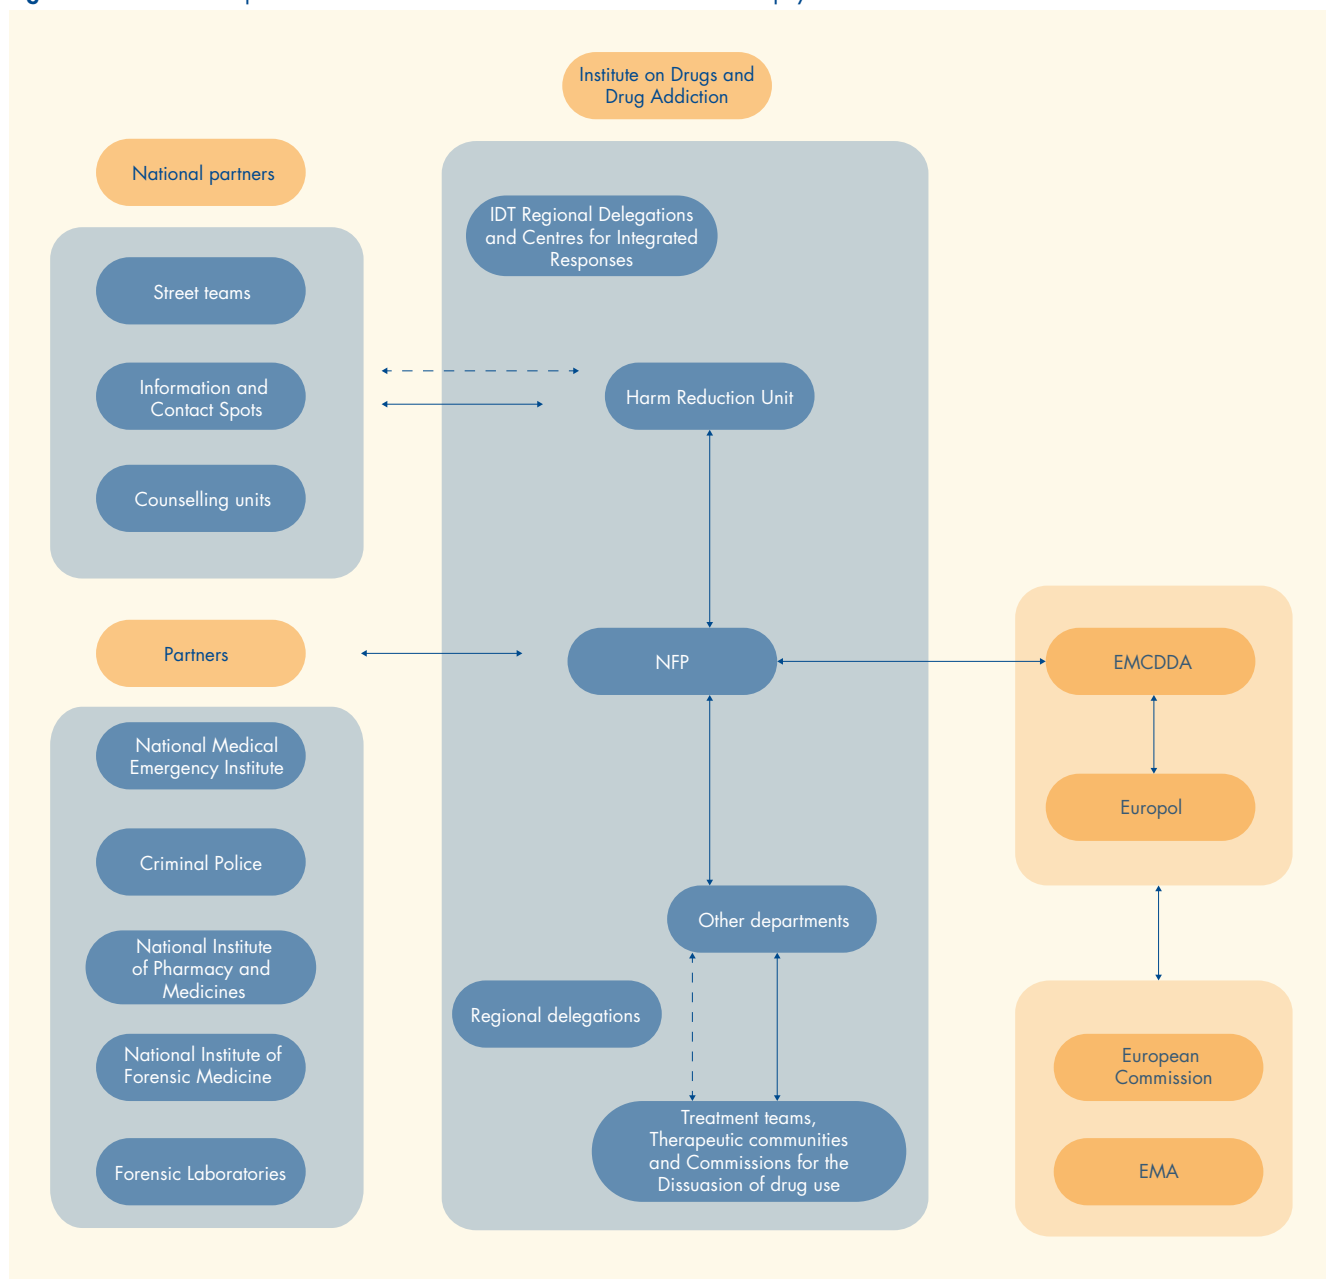 Institute on Drugs and
Drug Addiction
National partners
Street teams
Information and
Contact Spots
Counselling units
Partners
National Medical
Emergency Institute
Criminal Police
National Institute
of Pharmacy and
Medicines
National Institute of
Forensic Medicine
Forensic Laboratories
IDT Regional Delegations
and Centres for Integrated
Responses
Harm Reduction Unit
NFP
Other departments
Regional delegations
Treatment teams,
Therapeutic communities
and Commissions for the
Dissuasion of drug use
EMCDDA
Europol
European
Commission
EMA